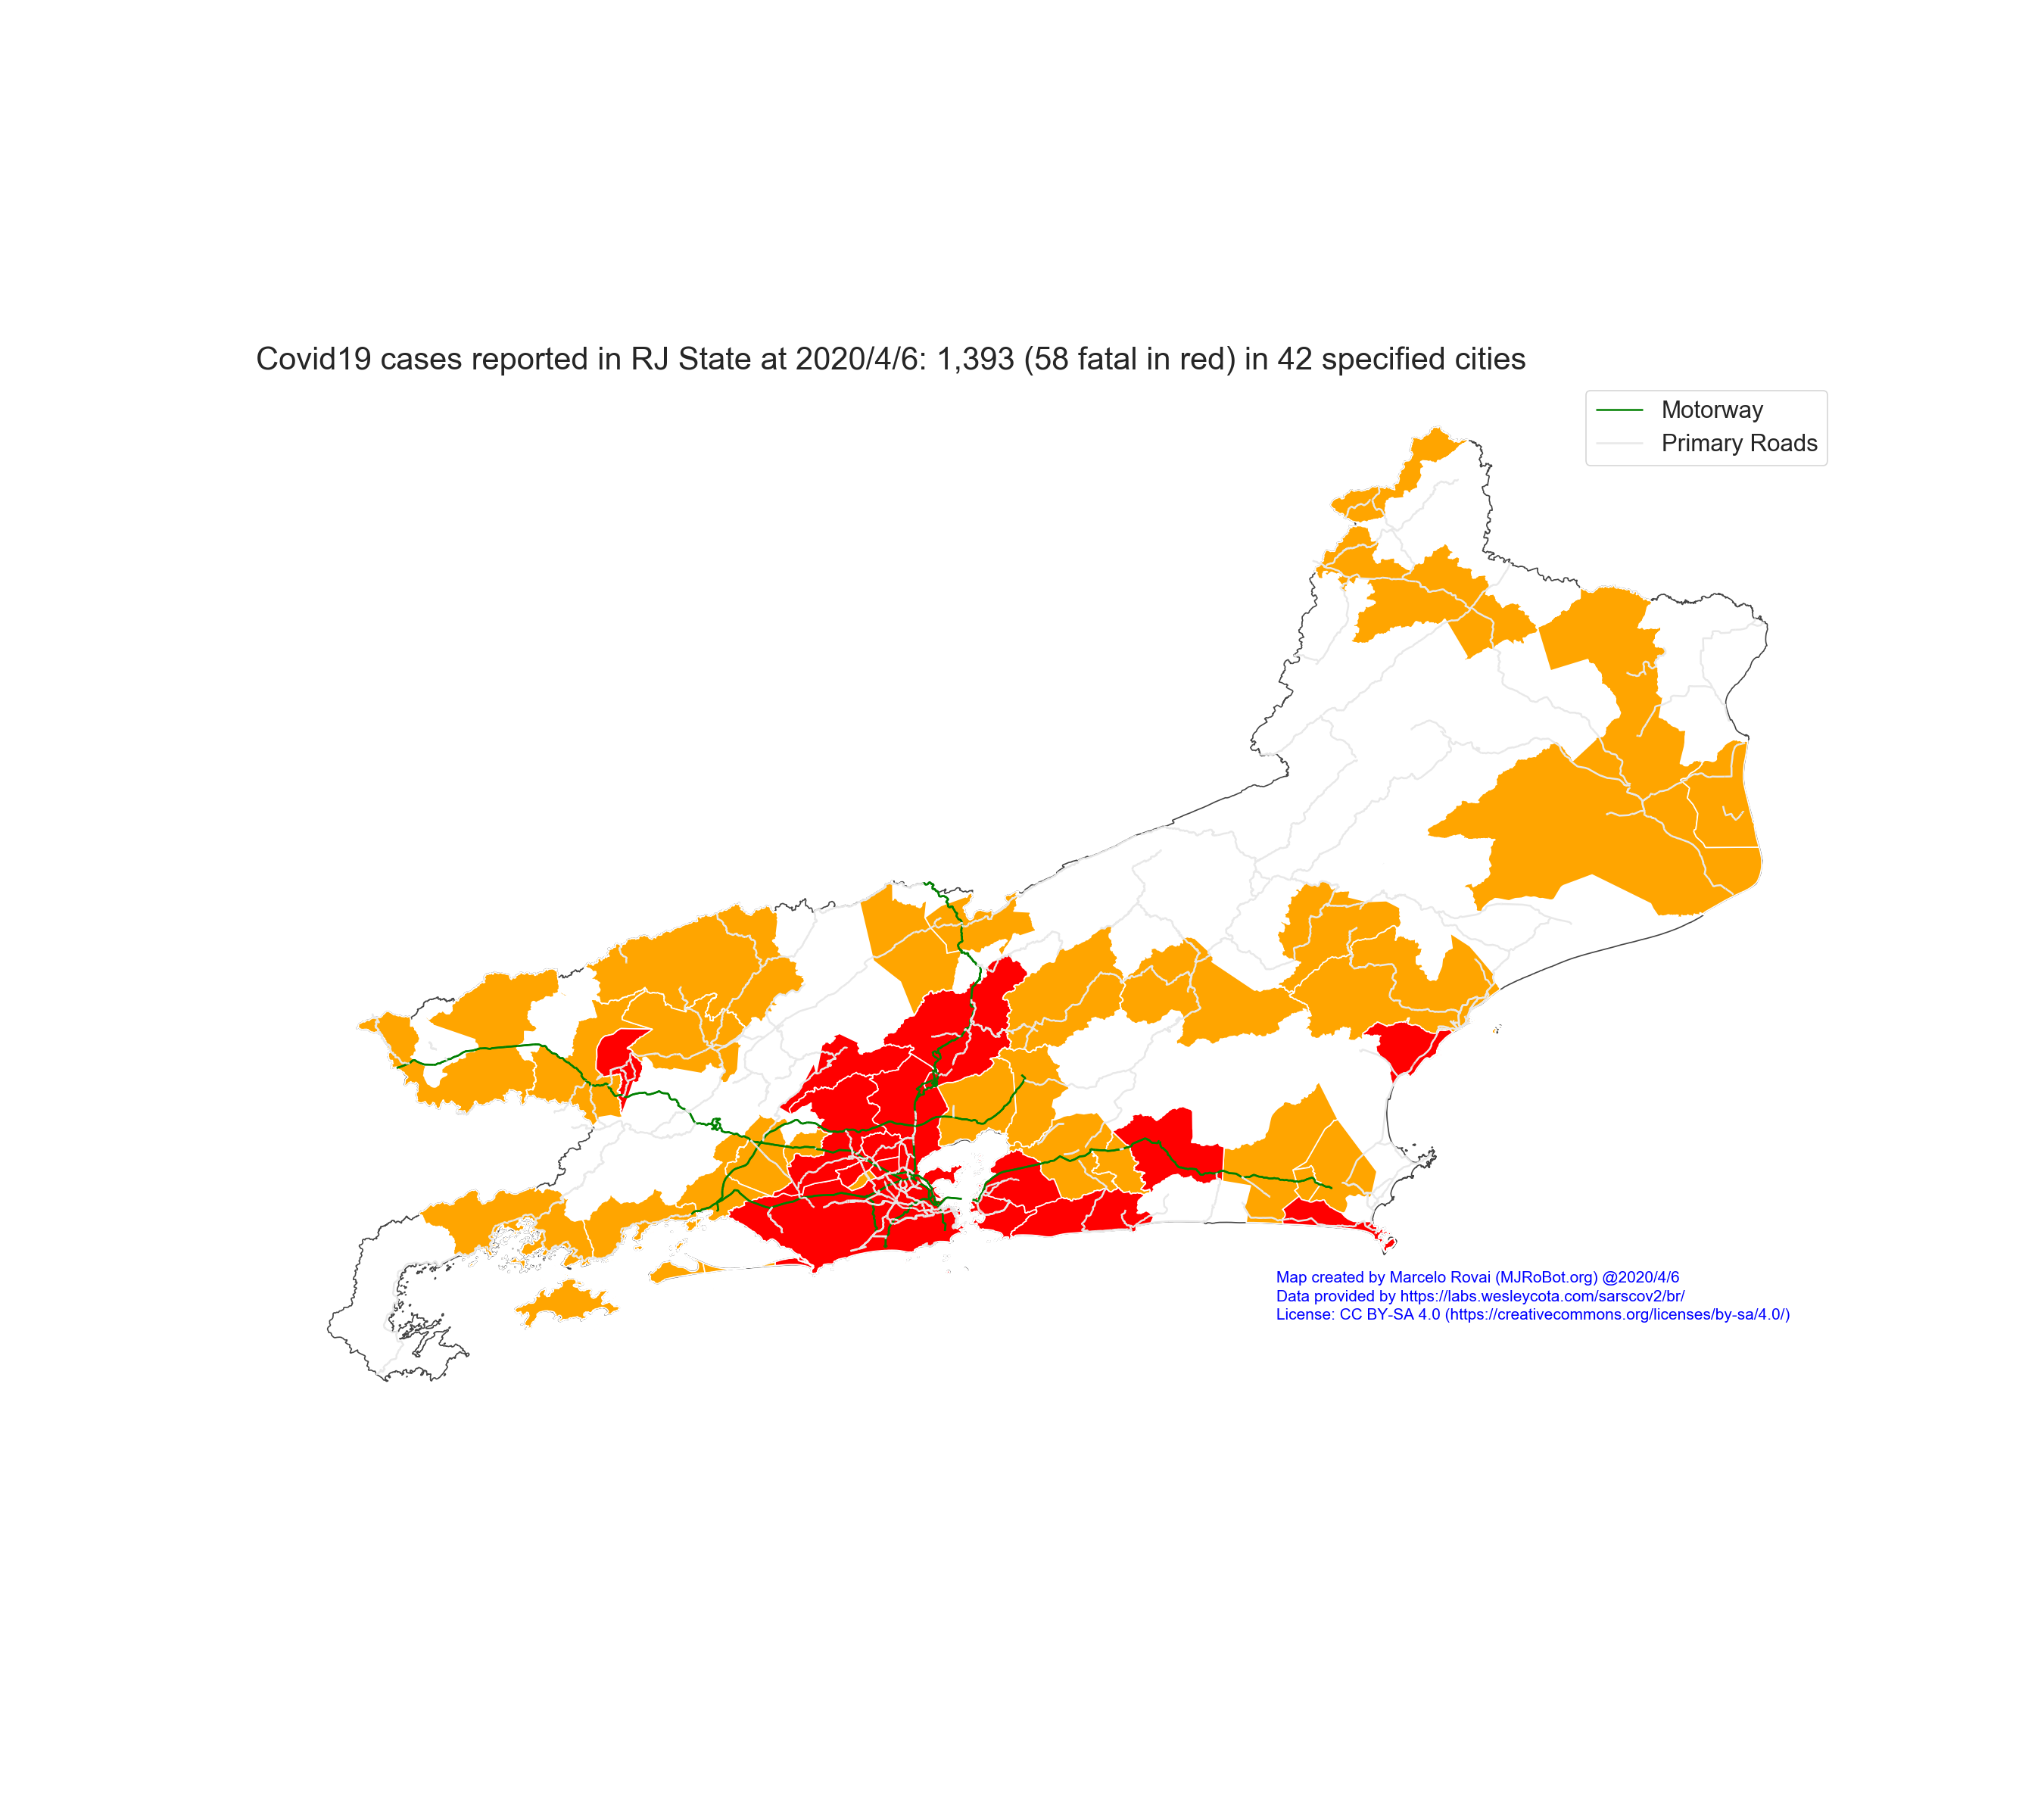 Covid19 cases reported in RJ State at 2020/4/6: 1,393 (58 fatal in red) in 42 specified cities
Motorway
Primary Roads
Map created by Marcelo Rovai (MJRoBot.org) @2020/4/6
Data provided by https://labs.wesleycota.com/sarscov2/br/
License: CC BY-SA 4.0 (https://creativecommons.org/licenses/by-sa/4.0/)